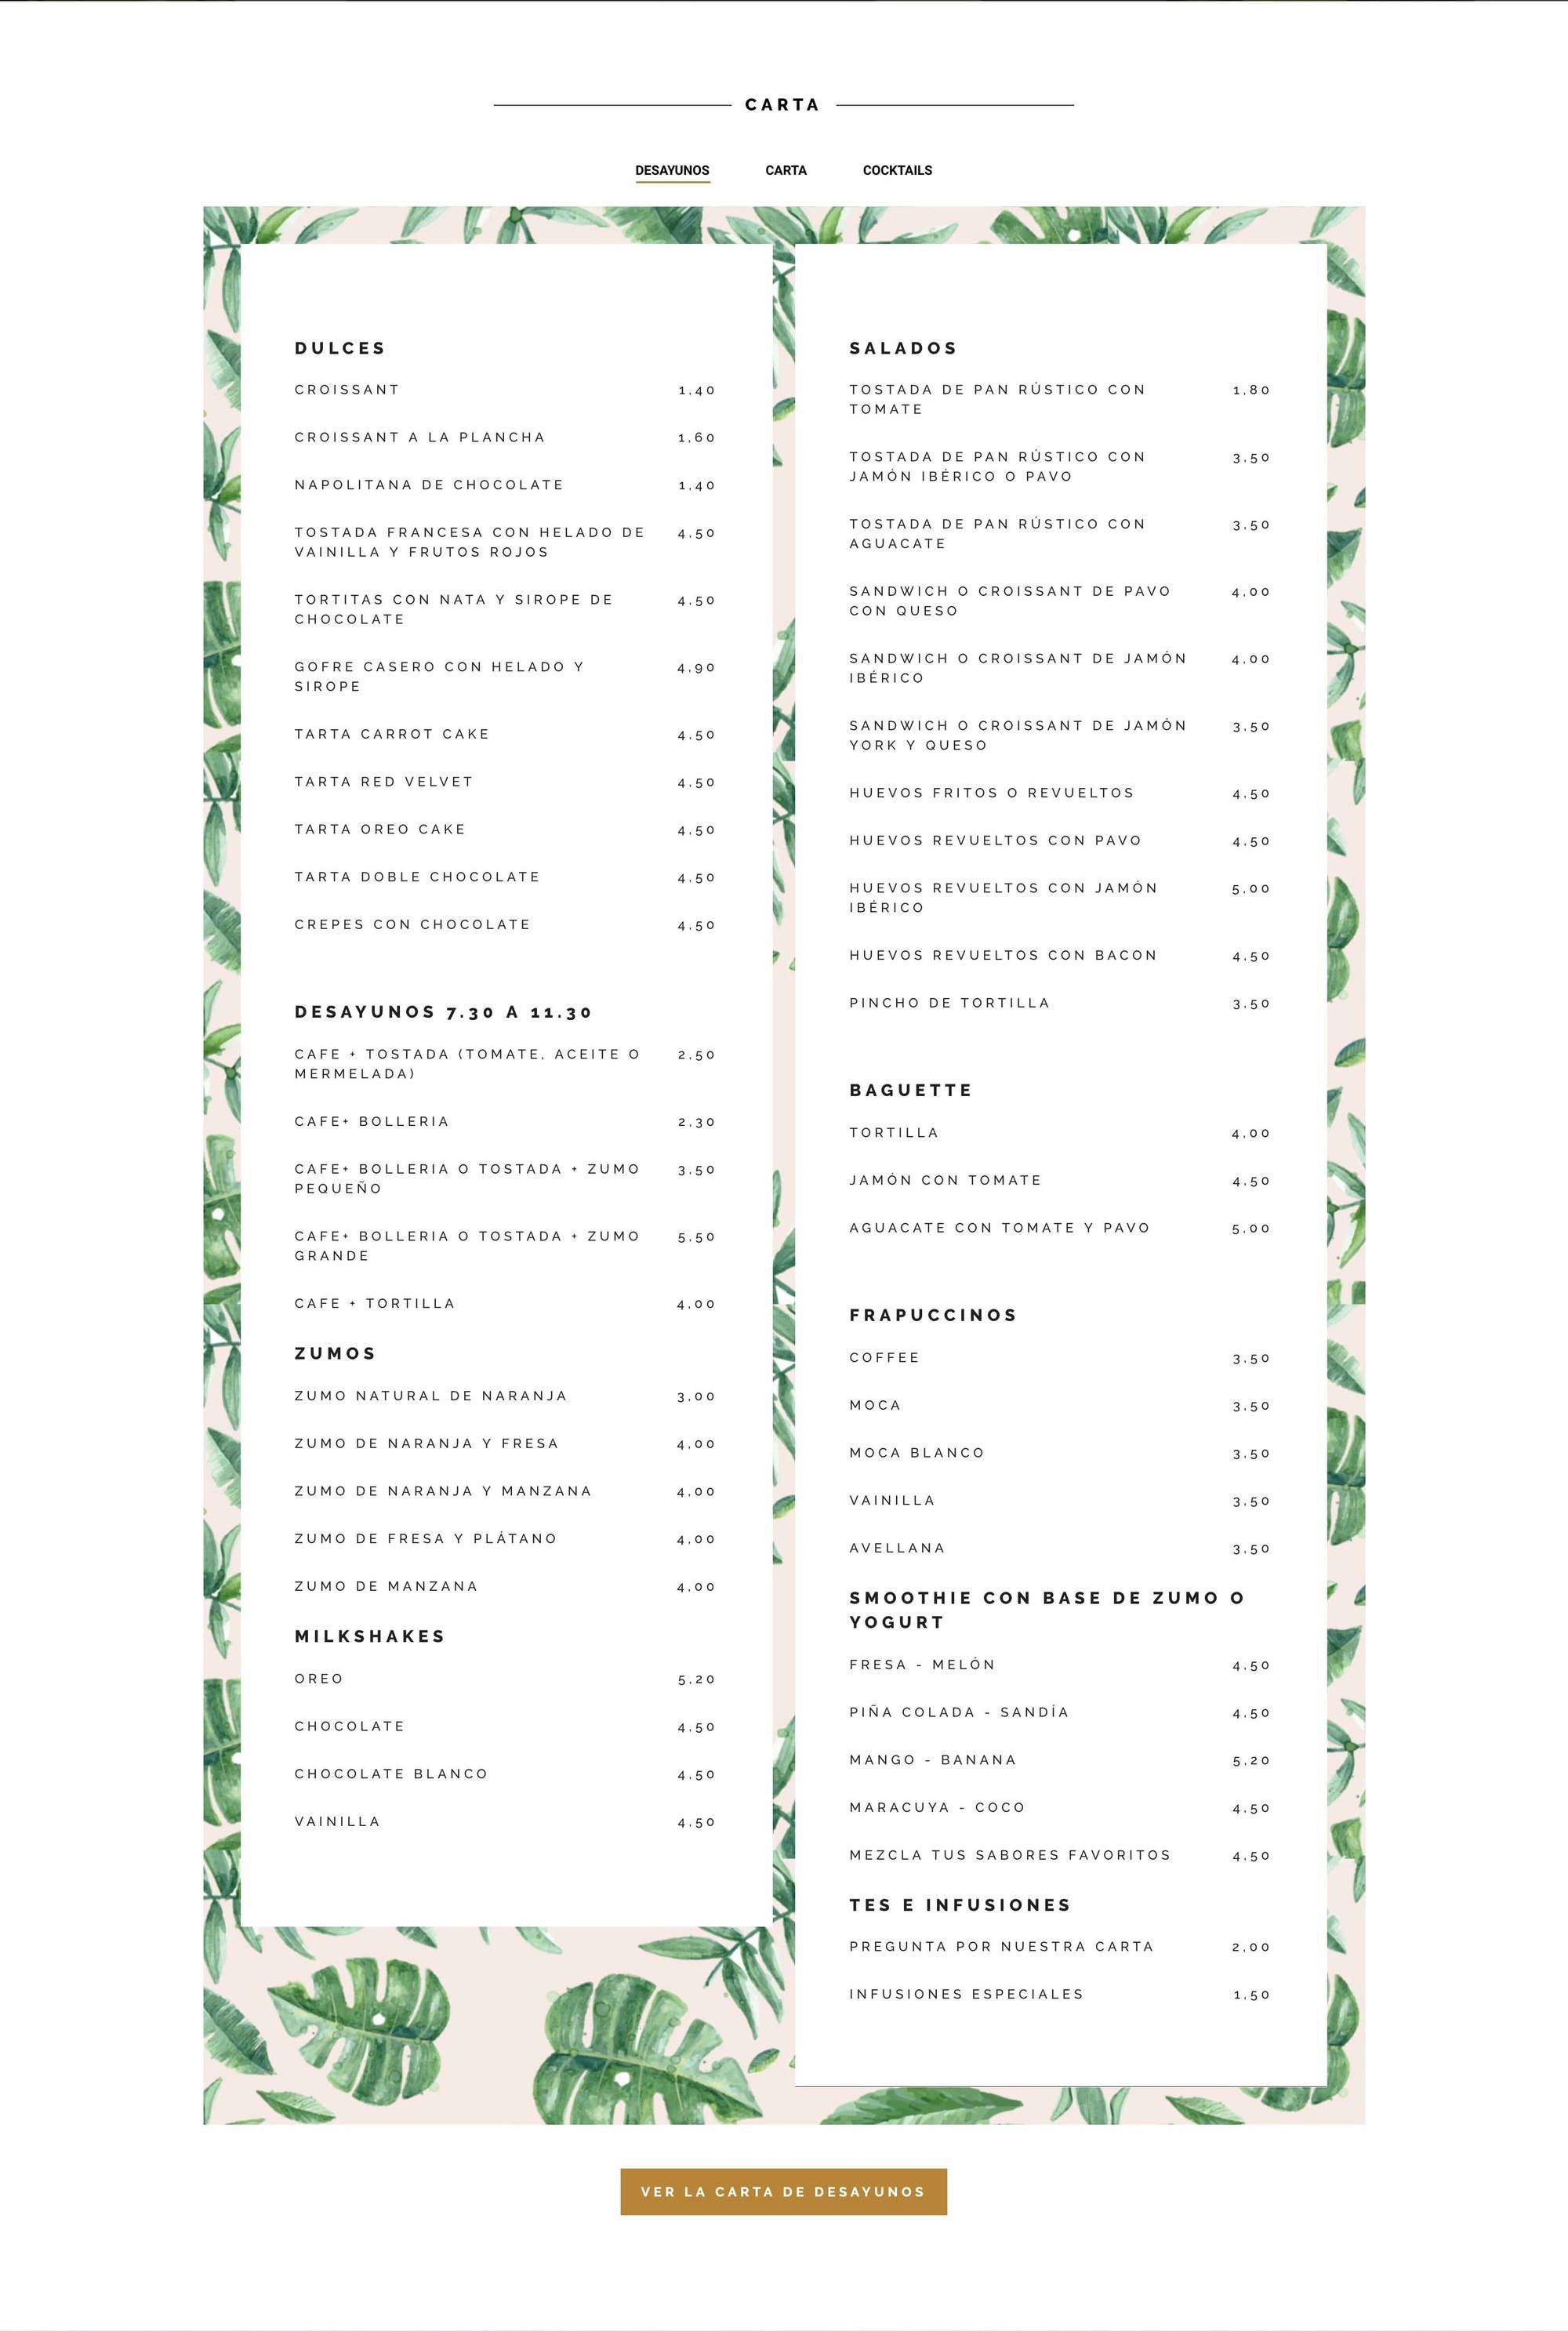 CARTA
DESAYUNOS CARTA COCKTAILS
DULCES
CROISSANT 1,40
CROISSANT A LA PLANCHA 1,60
NAPOLITANA DE CHOCOLATE 1,40
TOSTADA FRANCESA CON HELADO DE 4,50
VAINILLA Y FRUTOS ROJOS
TORTITAS CON NATA Y SIROPE DE 4,50
CHOCOLATE
GOFRE CASERO CON HELADO Y 4,90
SIROPE
TARTA CARROT CAKE 4,50
TARTA RED VELVET 4,50
TARTA OREO CAKE 4,50
TARTA DOBLE CHOCOLATE 4,50
CREPES CON CHOCOLATE 4,50
DESAYUNOS 7.30 A 11.30
CAFE + TOSTADA (TOMATE, ACEITE O 2,50
MERMELADA)
CAFE+ BOLLERIA 2,30
CAFE+ BOLLERIA O TOSTADA + ZUMO 3,50
PEQUEÑO
CAFE+ BOLLERIA O TOSTADA + ZUMO 5,50
GRANDE
CAFE + TORTILLA 4,00
ZUMOS
ZUMO NATURAL DE NARANJA 3,00
ZUMO DE NARANJA Y FRESA 4,00
ZUMO DE NARANJA Y MANZANA 4,00
ZUMO DE FRESA Y PLÁTANO 4,00
ZUMO DE MANZANA 4,00
MILKSHAKES
OREO 5,20
CHOCOLATE 4,50
CHOCOLATE BLANCO 4,50
VAINILLA 4,50
SALADOS
TOSTADA DE PAN RÚSTICO CON 1,80
TOMATE
TOSTADA DE PAN RÚSTICO CON 3,50
JAMÓN IBÉRICO O PAVO
TOSTADA DE PAN RÚSTICO CON 3,50
AGUACATE
SANDWICH O CROISSANT DE PAVO 4,00
CON QUESO
SANDWICH O CROISSANT DE JAMÓN 4,00
IBÉRICO
SANDWICH O CROISSANT DE JAMÓN 3,50
YORK Y QUESO
HUEVOS FRITOS O REVUELTOS 4,50
HUEVOS REVUELTOS CON PAVO 4,50
HUEVOS REVUELTOS CON JAMÓN 5,00
IBÉRICO
HUEVOS REVUELTOS CON BACON 4,50
PINCHO DE TORTILLA 3,50
BAGUETTE
TORTILLA 4,00
JAMÓN CON TOMATE 4,50
AGUACATE CON TOMATE Y PAVO 5,00
FRAPUCCINOS
COFFEE 3,50
MOCA 3,50
MOCA BLANCO 3,50
VAINILLA 3,50
AVELLANA 3,50
SMOOTHIE CON BASE DE ZUMO O
YOGURT
FRESA - MELÓN 4,50
PIÑA COLADA - SANDÍA 4,50
MANGO - BANANA 5,20
MARACUYA - COCO 4,50
MEZCLA TUS SABORES FAVORITOS 4,50
TES E INFUSIONES
PREGUNTA POR NUESTRA CARTA 2,00
INFUSIONES ESPECIALES 1,50
VER LA CARTA DE DESAYUNOS